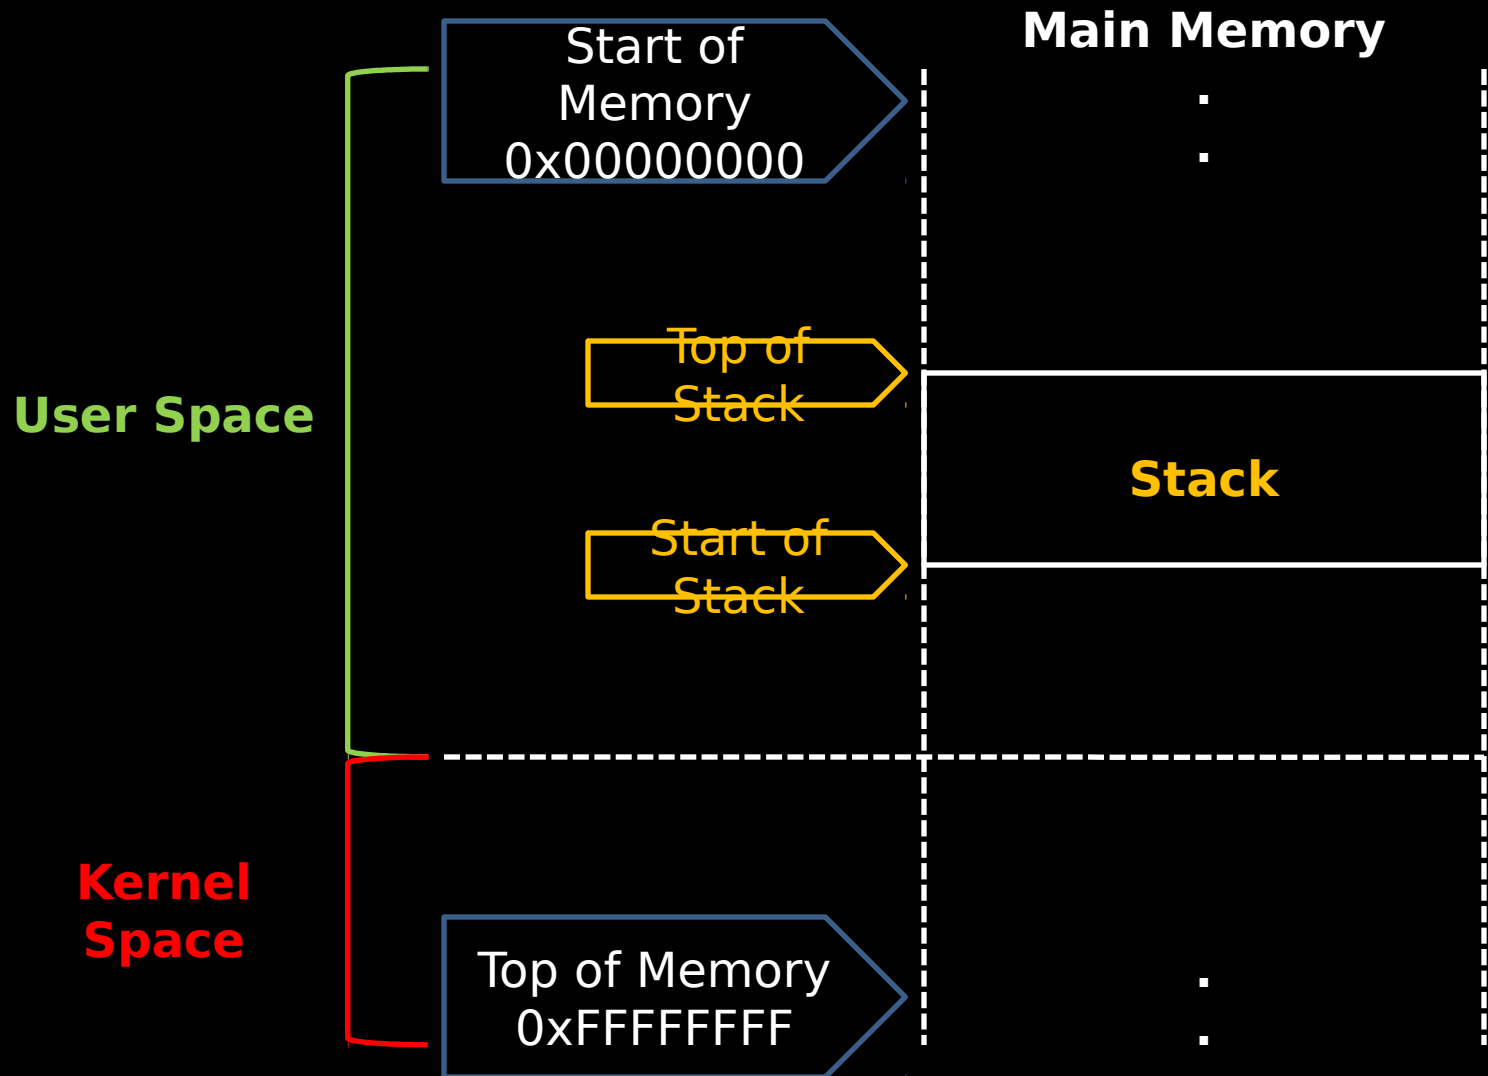 Main Memory
Start of
Memory
0x00000000
.
.
Top of
Stack
User Space
Stack
Start of
Stack
Kernel
Space
Top of Memory
0xFFFFFFFF
.
.